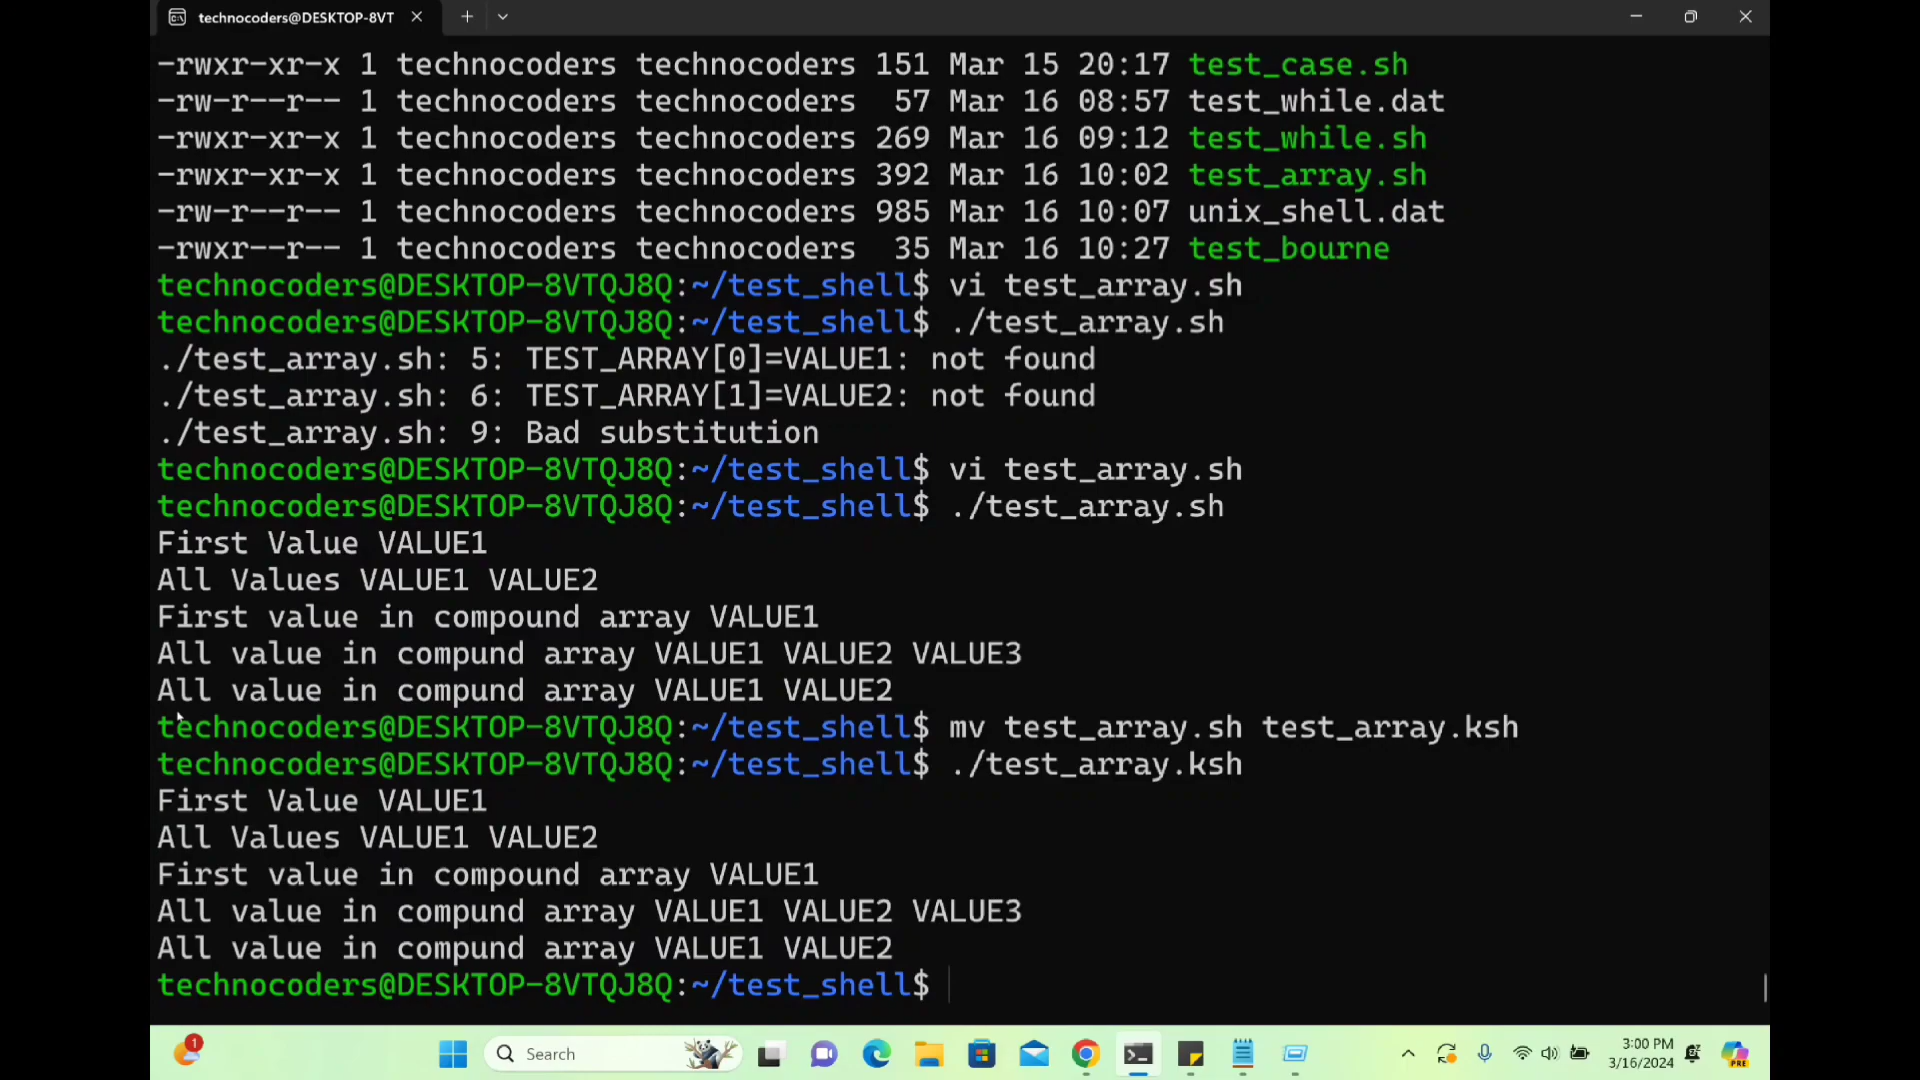 technocoders@DESKTOP-8VT
-rwxr-xr-x 1 technocoders technocoders 151 Mar 15 20:17 test_case.sh
-rw-r--r-- 1 technocoders technocoders  57 Mar 16 08:57 test_while.dat
-rwxr-xr-x 1 technocoders technocoders 269 Mar 16 09:12 test_while.sh
-rwxr-xr-x 1 technocoders technocoders 392 Mar 16 10:02 test_array.sh
-rw-r--r-- 1 technocoders technocoders 985 Mar 16 10:07 unix_shell.dat
-rwxr--r-- 1 technocoders technocoders  35 Mar 16 10:27 test_bourne
technocoders@DESKTOP-8VTQJ8Q:~/test_shell$ vi test_array.sh
technocoders@DESKTOP-8VTQJ8Q:~/test_shell$ ./test_array.sh
./test_array.sh: 5: TEST_ARRAY[0]=VALUE1: not found
./test_array.sh: 6: TEST_ARRAY[1]=VALUE2: not found
./test_array.sh: 9: Bad substitution
technocoders@DESKTOP-8VTQJ8Q:~/test_shell$ vi test_array.sh
technocoders@DESKTOP-8VTQJ8Q:~/test_shell$ ./test_array.sh
First Value VALUE1
All Values VALUE1 VALUE2
First value in compound array VALUE1
All value in compund array VALUE1 VALUE2 VALUE3
All value in compund array VALUE1 VALUE2
technocoders@DESKTOP-8VTQJ8Q:~/test_shell$ mv test_array.sh test_array.ksh
technocoders@DESKTOP-8VTQJ8Q:~/test_shell$ ./test_array.ksh
First Value VALUE1
All Values VALUE1 VALUE2
First value in compound array VALUE1
All value in compund array VALUE1 VALUE2 VALUE3
All value in compund array VALUE1 VALUE2
technocoders@DESKTOP-8VTQJ8Q:~/test_shell$
1
Search
3:00 PM
3/16/2024
PRE